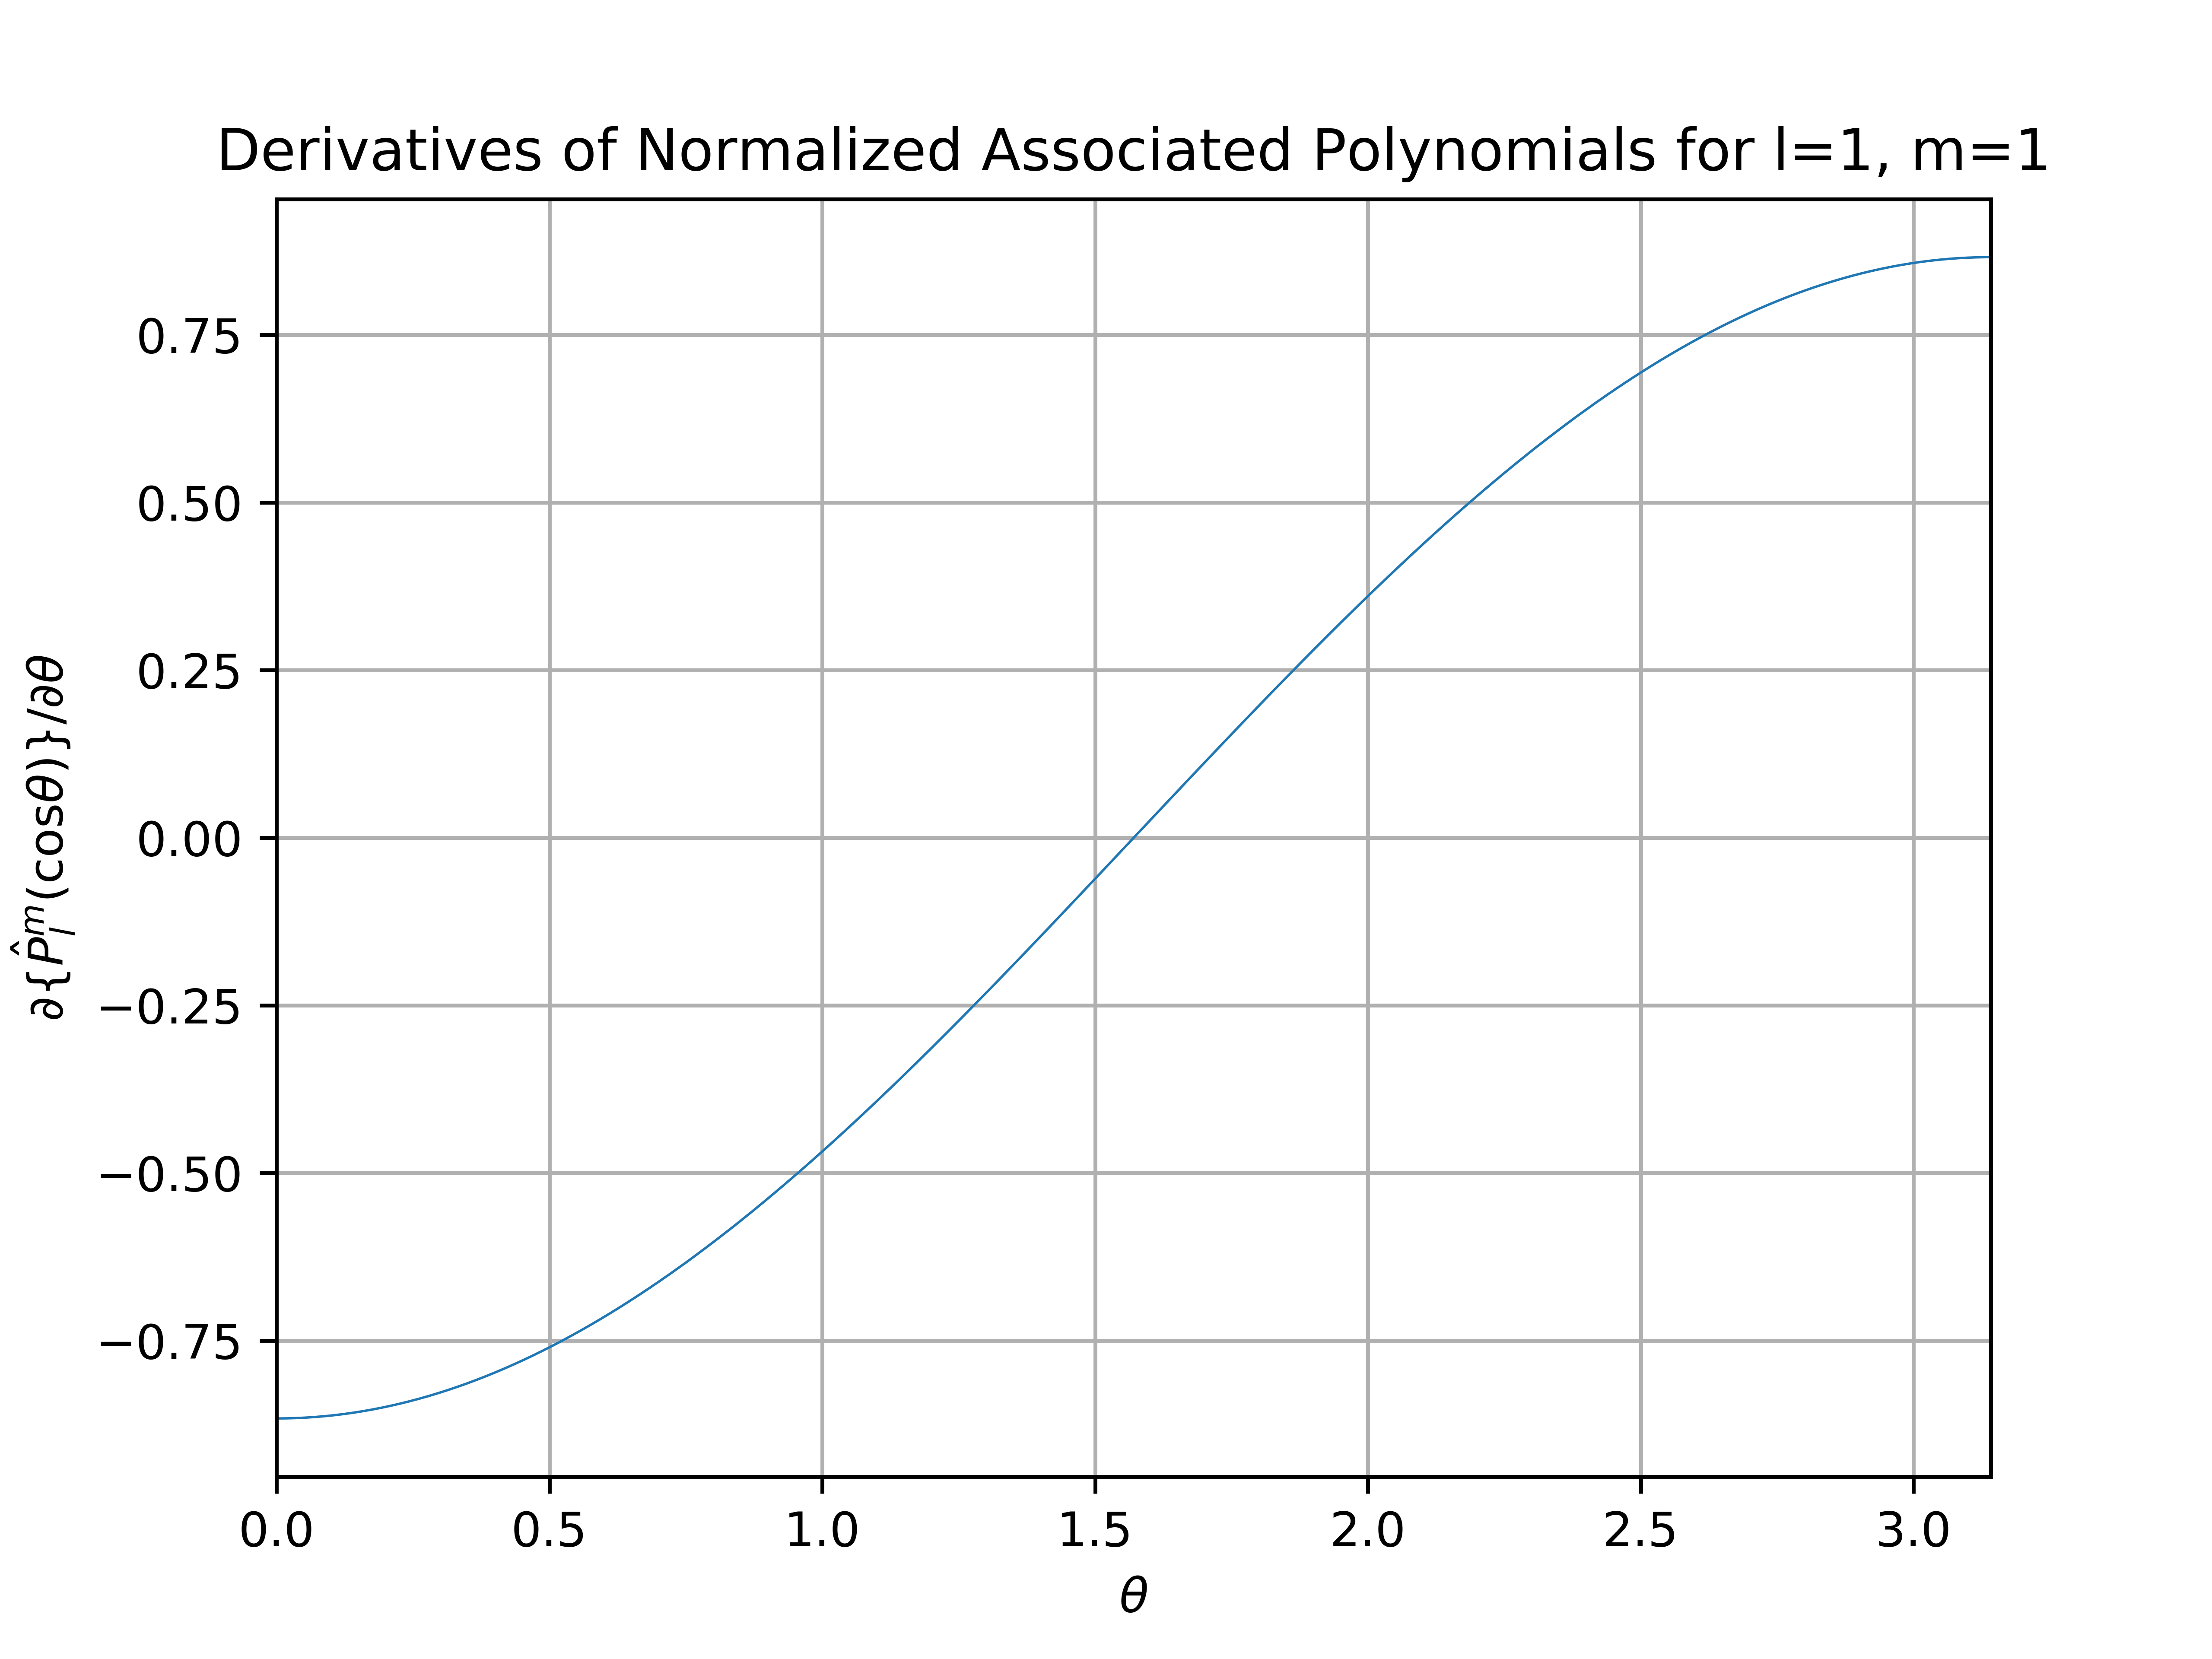 Derivatives of Normalized Associated Polynomials for l=1, m=1
∂{P̂ₗᵐ(cosθ)}/∂θ
0.75
0.50
0.25
0.00
−0.25
−0.50
−0.75
0.0 0.5 1.0 1.5 2.0 2.5 3.0
θ